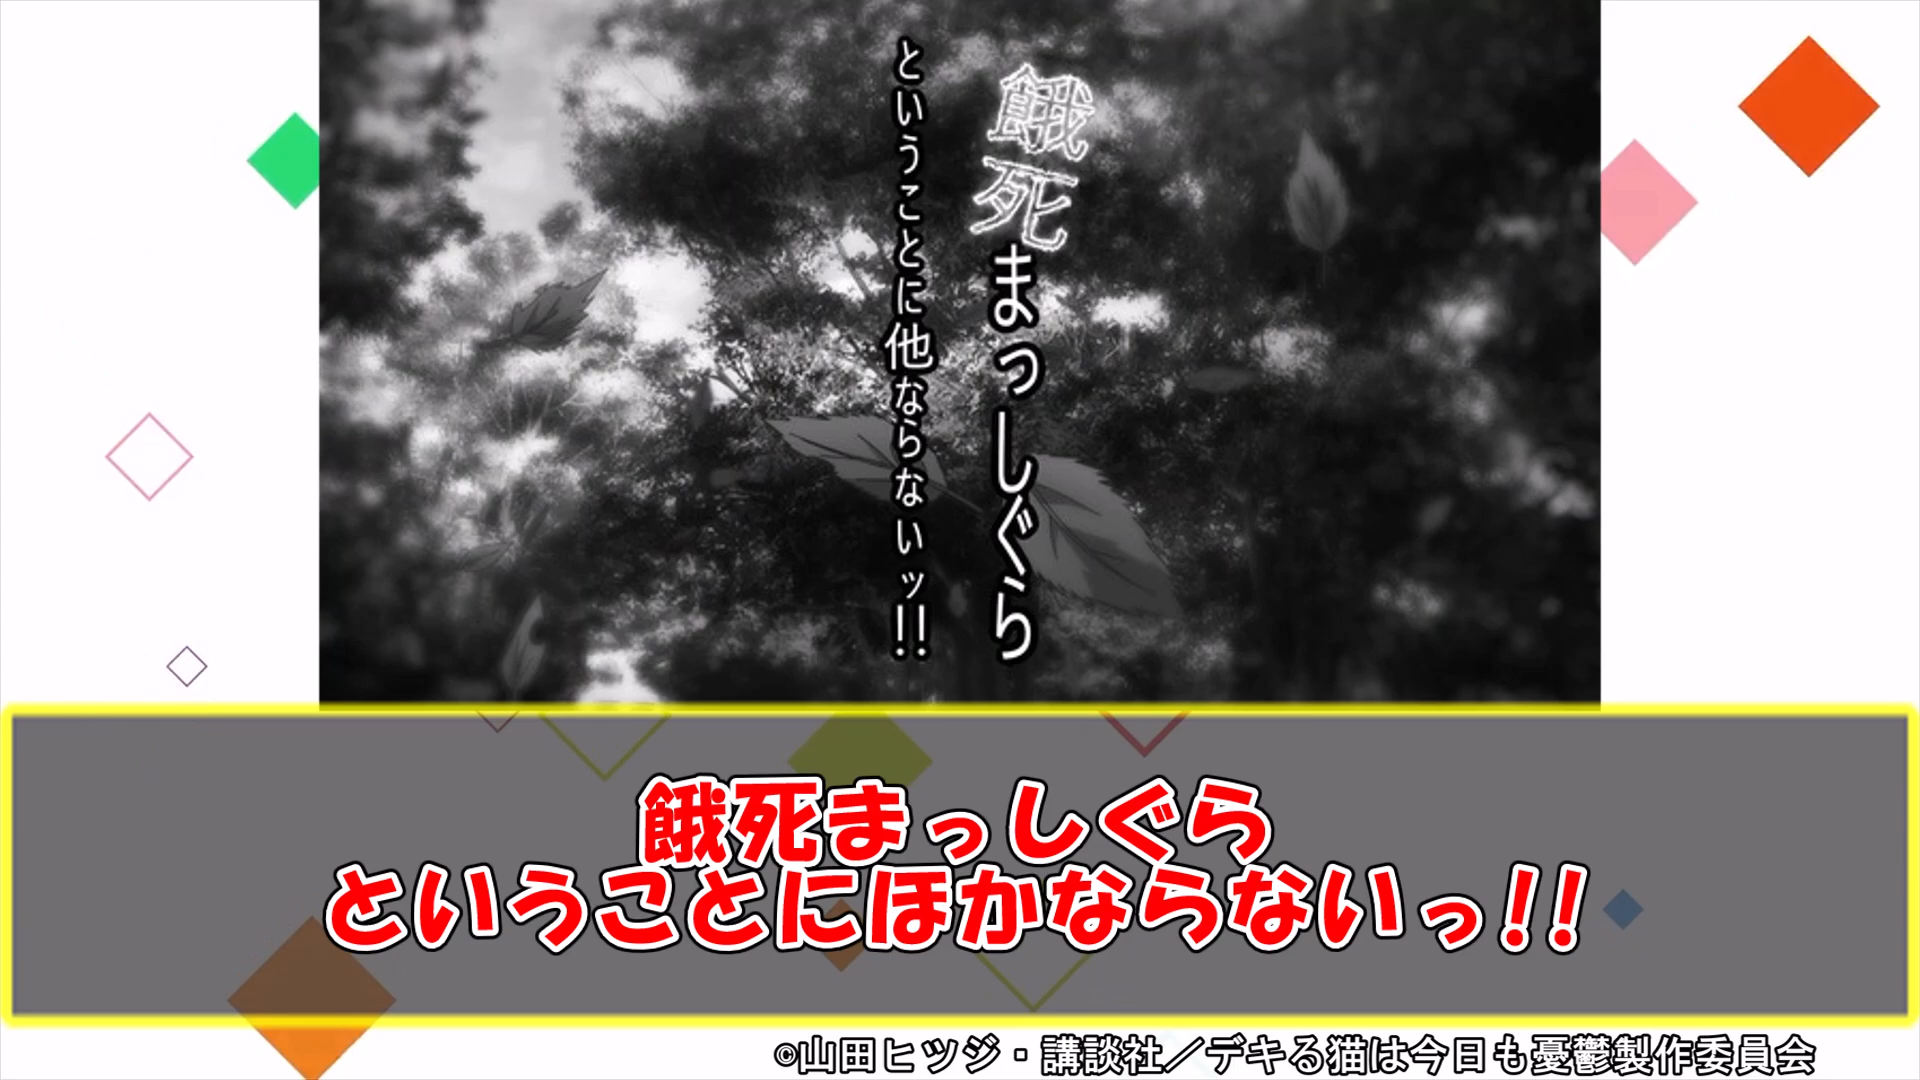 餓死まっしぐら
ということに他ならないッ!!
餓死まっしぐら
ということにほかならないっ!!
©山田ヒツジ・講談社／デキる猫は今日も憂鬱製作委員会